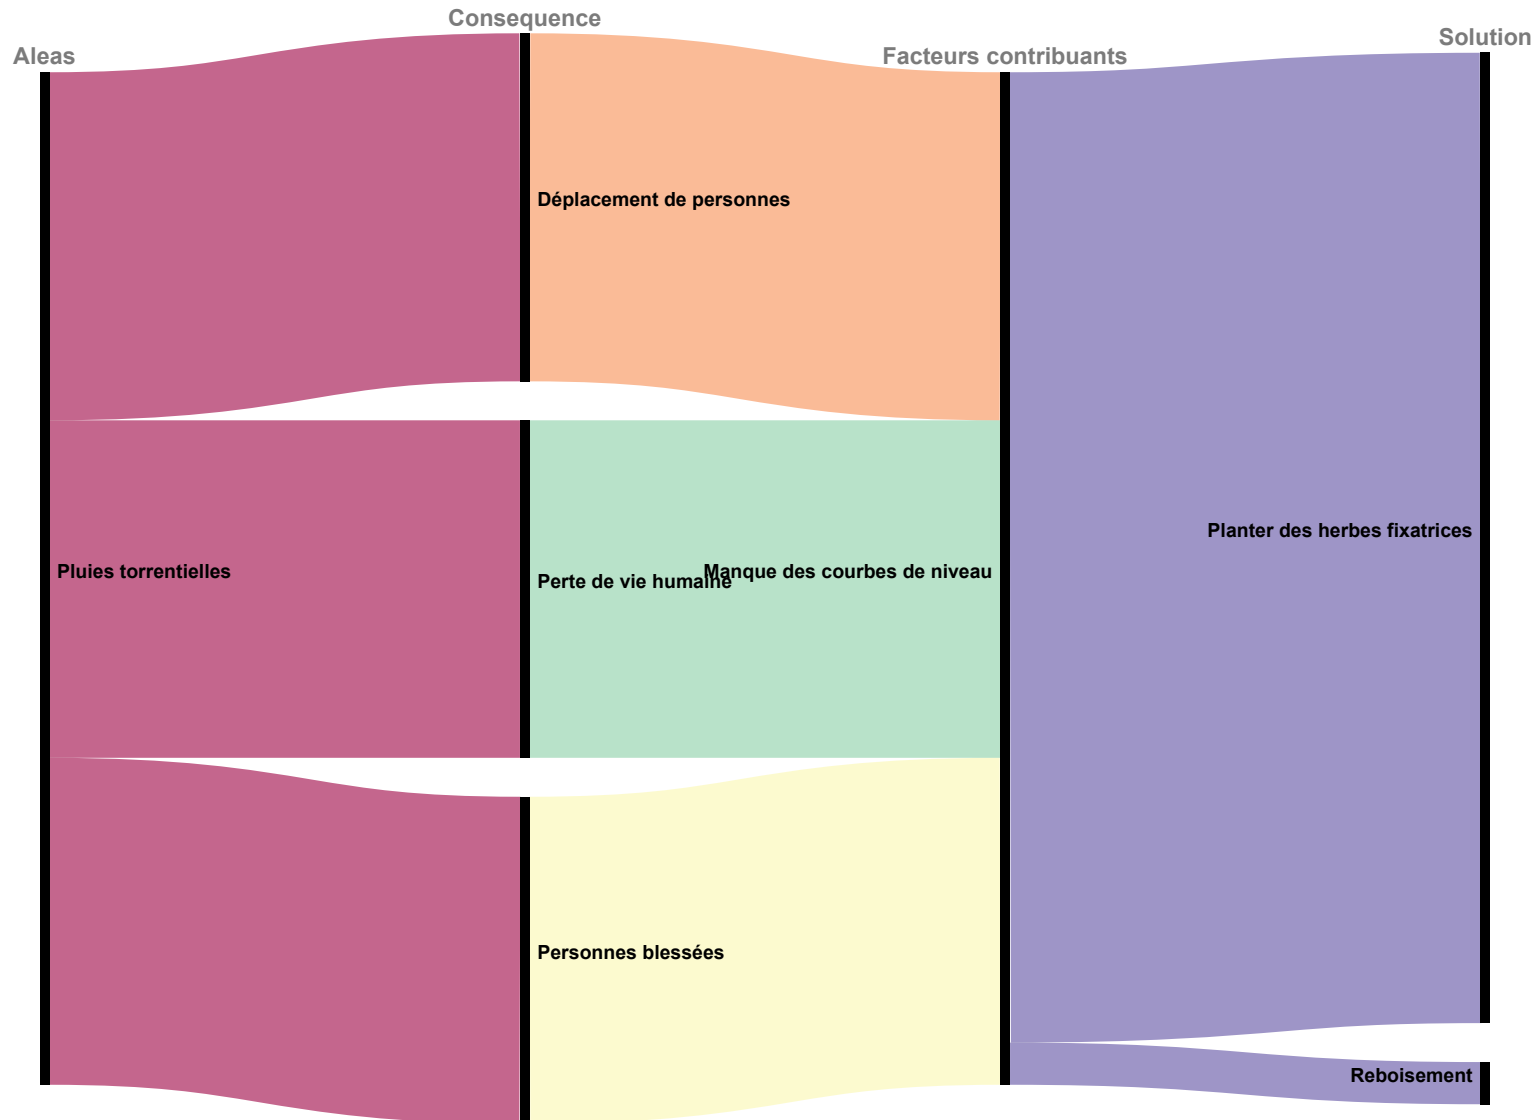 Aleas
Consequence
Facteurs contribuants
Solution
Déplacement de personnes
Planter des herbes fixatrices
Pluies torrentielles
Perte de vie humaine
Manque des courbes de niveau
Personnes blessées
Reboisement